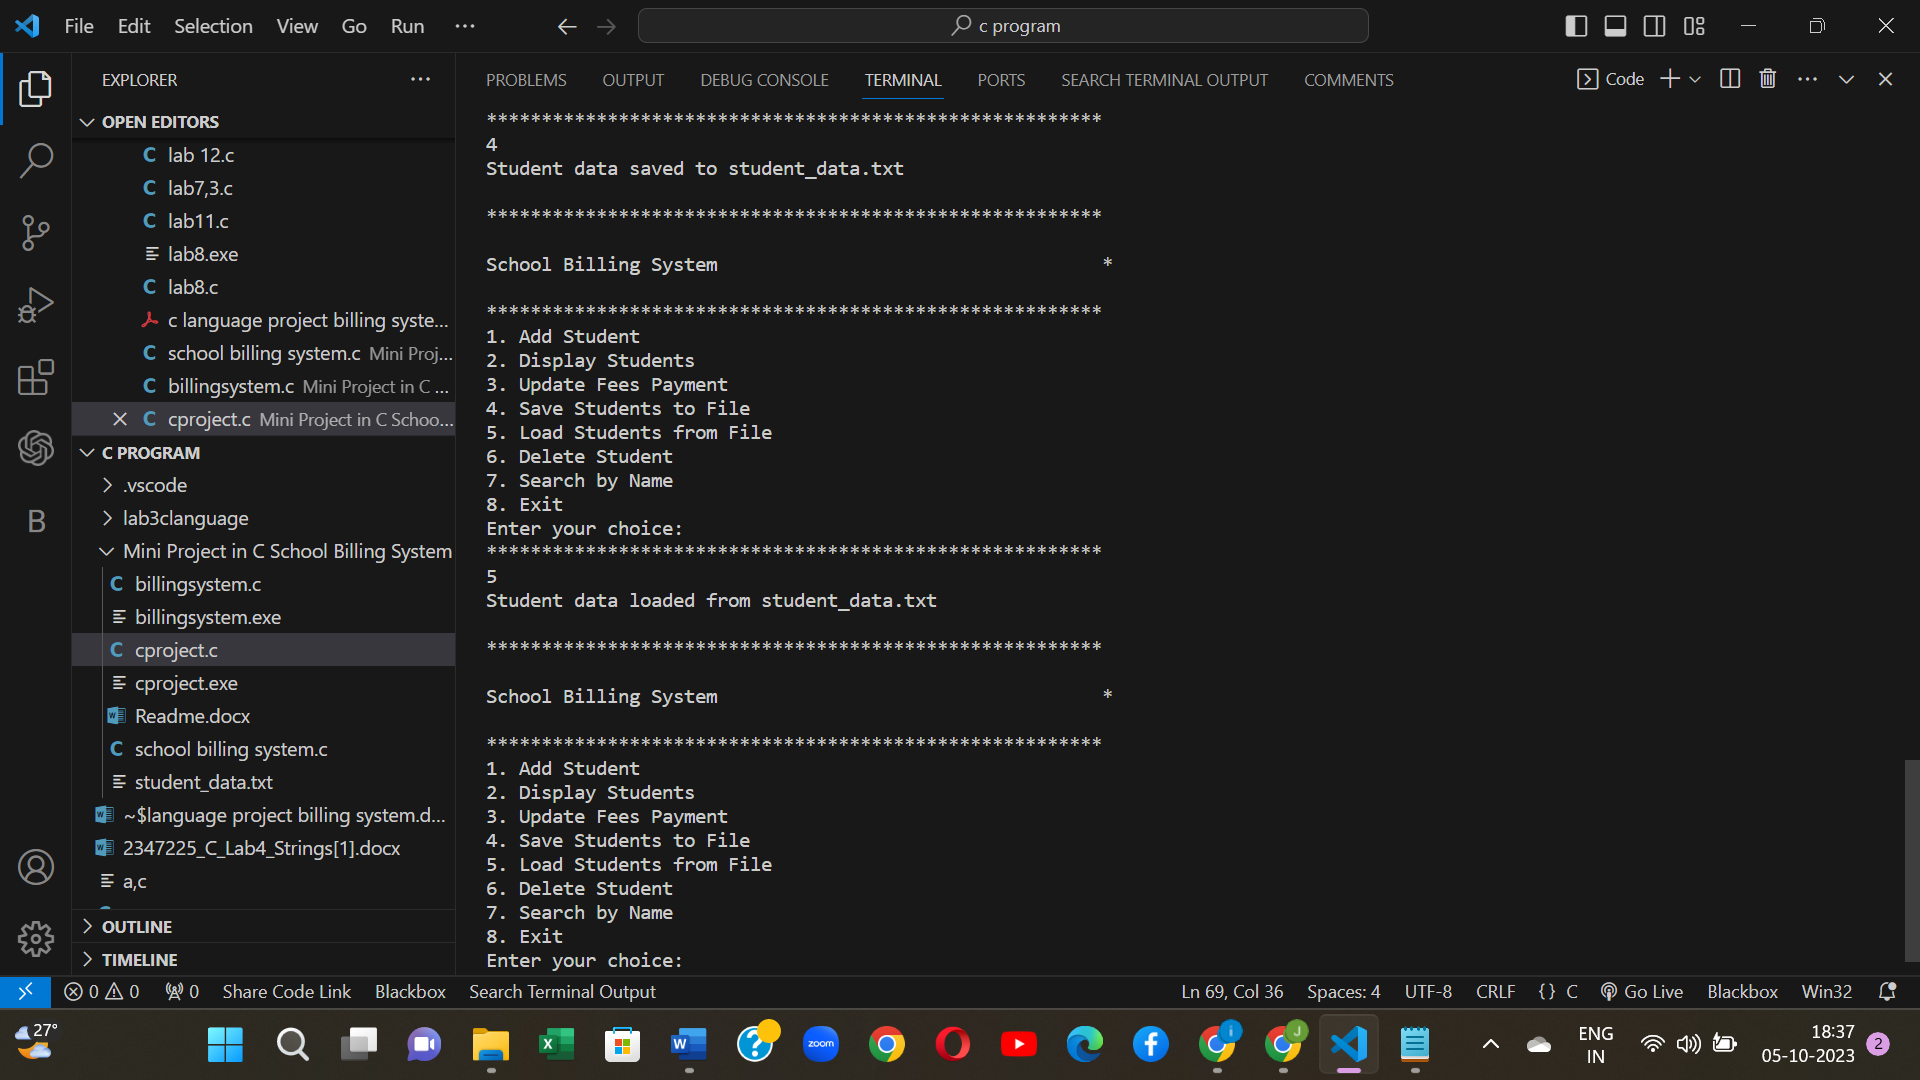 File Edit Selection View Go Run ···
c program
EXPLORER ···
OPEN EDITORS
C lab 12.c
C lab7,3.c
C lab11.c
lab8.exe
C lab8.c
c language project billing syste...
C school billing system.c Mini Proj...
C billingsystem.c Mini Project in C ...
C cproject.c Mini Project in C Schoo...
C PROGRAM
.vscode
lab3clanguage
Mini Project in C School Billing System
C billingsystem.c
billingsystem.exe
C cproject.c
cproject.exe
Readme.docx
C school billing system.c
student_data.txt
~$language project billing system.d...
2347225_C_Lab4_Strings[1].docx
a,c
OUTLINE
TIMELINE
B
PROBLEMS OUTPUT DEBUG CONSOLE TERMINAL PORTS SEARCH TERMINAL OUTPUT COMMENTS
Code
********************************************************
4
Student data saved to student_data.txt
********************************************************
School Billing System *
********************************************************
1. Add Student
2. Display Students
3. Update Fees Payment
4. Save Students to File
5. Load Students from File
6. Delete Student
7. Search by Name
8. Exit
Enter your choice:
********************************************************
5
Student data loaded from student_data.txt
********************************************************
School Billing System *
********************************************************
1. Add Student
2. Display Students
3. Update Fees Payment
4. Save Students to File
5. Load Students from File
6. Delete Student
7. Search by Name
8. Exit
Enter your choice:
0 0 0 Share Code Link Blackbox Search Terminal Output
Ln 69, Col 36 Spaces: 4 UTF-8 CRLF {} C Go Live Blackbox Win32
27°
zoom
i
J
ENG
IN
18:37
05-10-2023
2